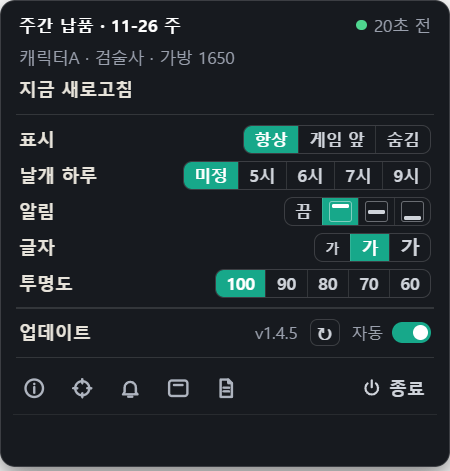 주간 납품 · 11-26 주 20초 전
캐릭터A · 검술사 · 가방 1650
지금 새로고침
표시 항상 게임 앞 숨김
날개 하루 미정 5시 6시 7시 9시
알림 끔
글자 가 가 가
투명도 100 90 80 70 60
업데이트 v1.4.5 자동
종료